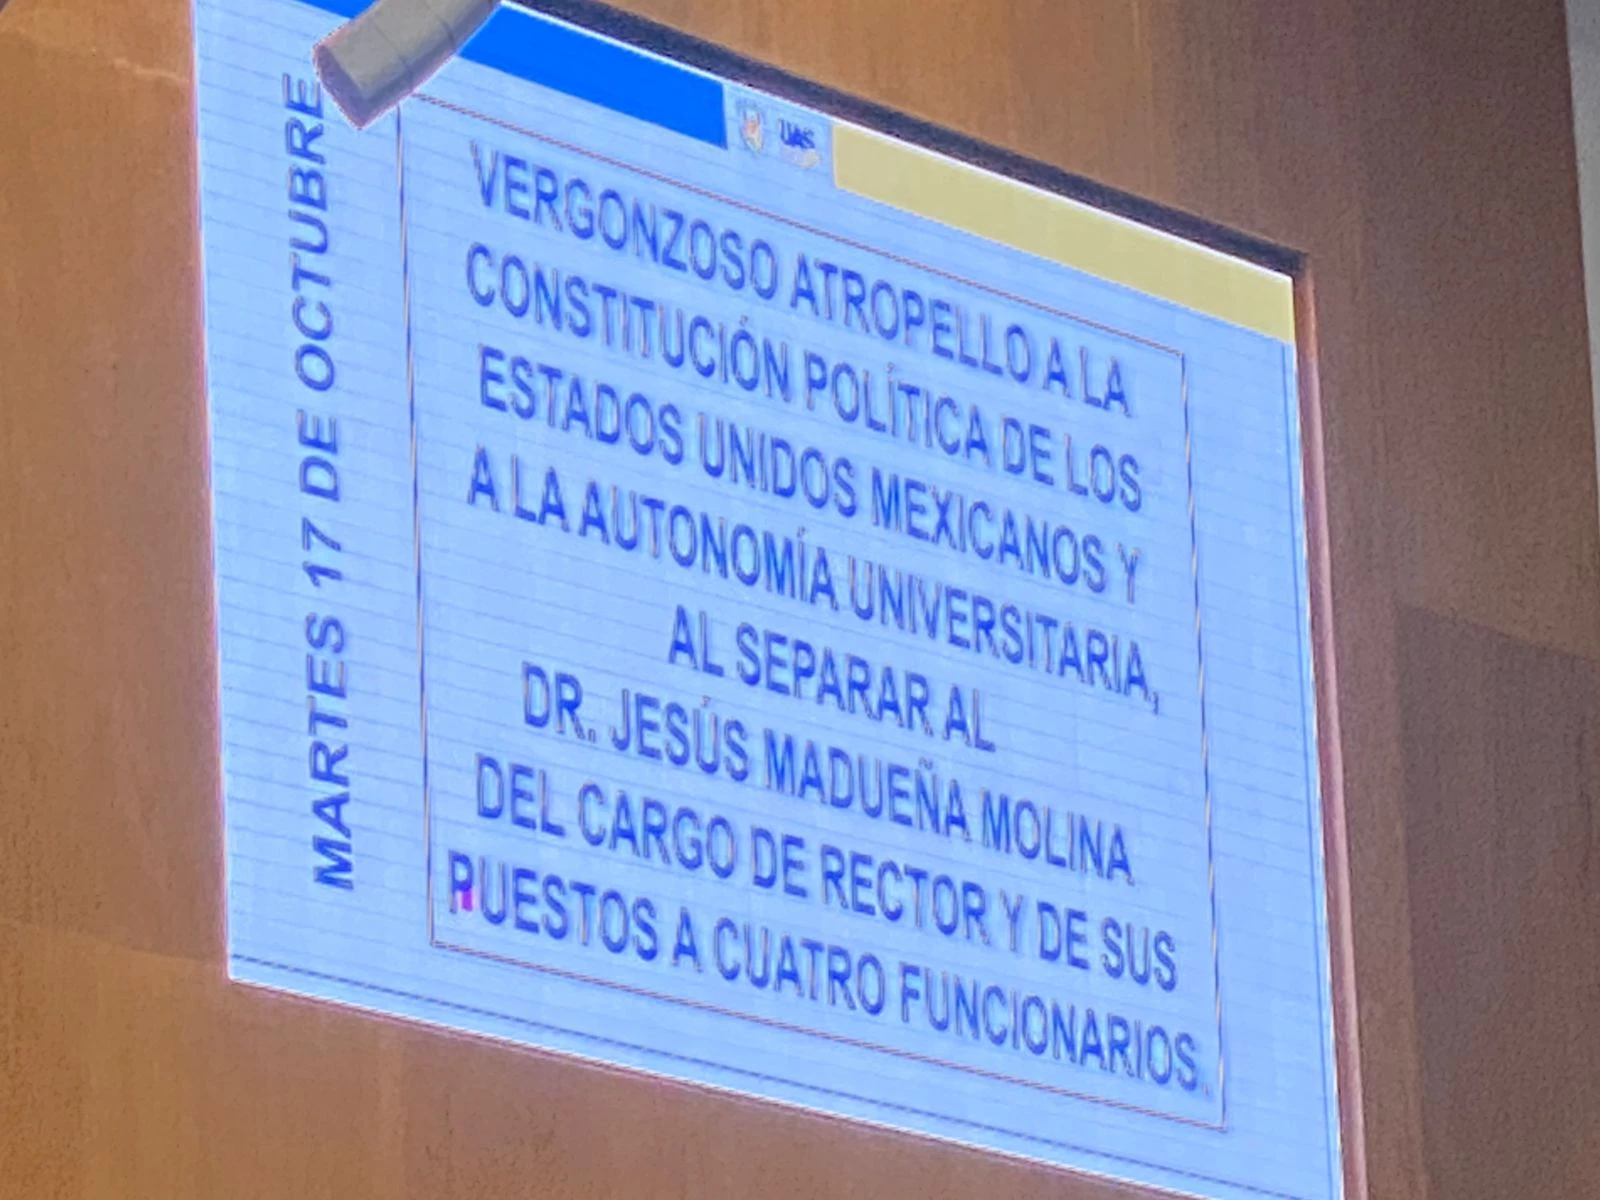 UAS
MARTES 17 DE OCTUBRE
VERGONZOSO ATROPELLO A LA
CONSTITUCIÓN POLÍTICA DE LOS
ESTADOS UNIDOS MEXICANOS Y
A LA AUTONOMÍA UNIVERSITARIA,
AL SEPARAR AL
DR. JESÚS MADUEÑA MOLINA
DEL CARGO DE RECTOR Y DE SUS
PUESTOS A CUATRO FUNCIONARIOS.